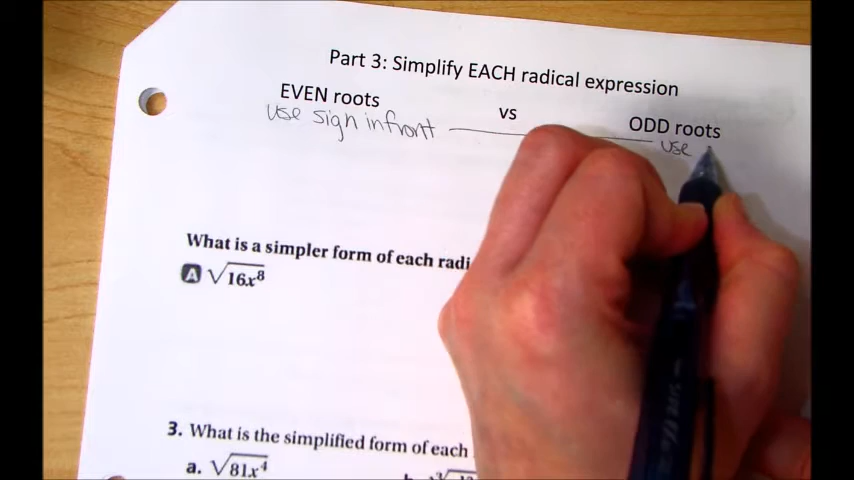 Part 3: Simplify EACH radical expression
EVEN roots vs ODD roots
use sign infront use
What is a simpler form of each radi
A √16x⁸
3. What is the simplified form of each
a. √81x⁴